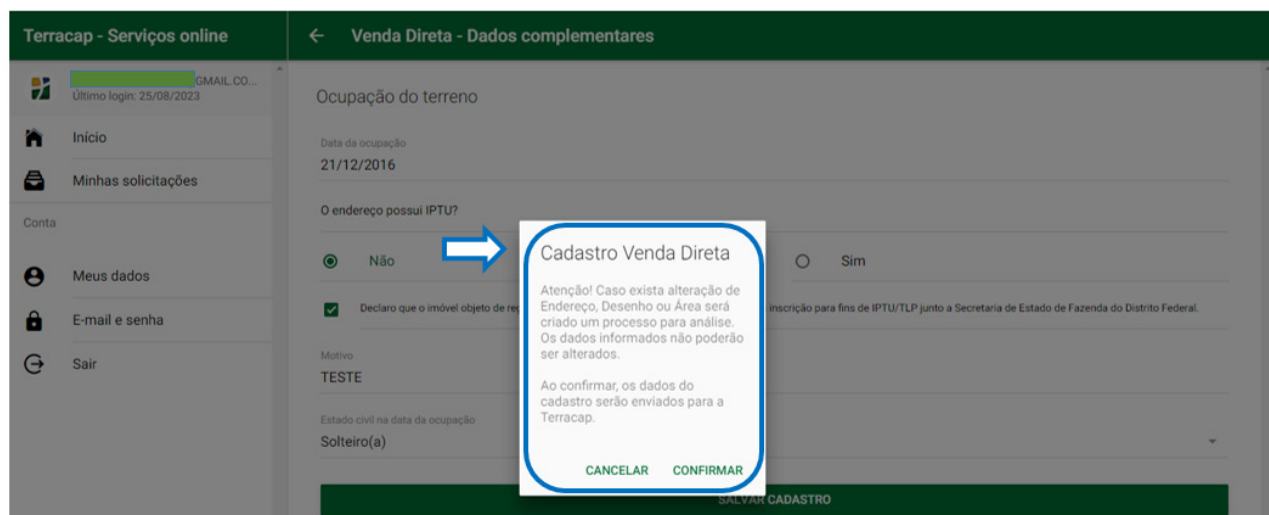 Terracap - Serviços online
← Venda Direta - Dados complementares
GMAIL.CO...
Último login: 25/08/2023
Início
Minhas solicitações
Conta
Meus dados
E-mail e senha
Sair
Ocupação do terreno
Data da ocupação
21/12/2016
O endereço possui IPTU?
Não
Sim
Declaro que o imóvel objeto de re
inscrição para fins de IPTU/TLP junto a Secretaria de Estado de Fazenda do Distrito Federal.
Motivo
TESTE
Estado civil na data da ocupação
Solteiro(a)
SALVAR CADASTRO
Cadastro Venda Direta
Atenção! Caso exista alteração de
Endereço, Desenho ou Área será
criado um processo para análise.
Os dados informados não poderão
ser alterados.
Ao confirmar, os dados do
cadastro serão enviados para a
Terracap.
CANCELAR CONFIRMAR